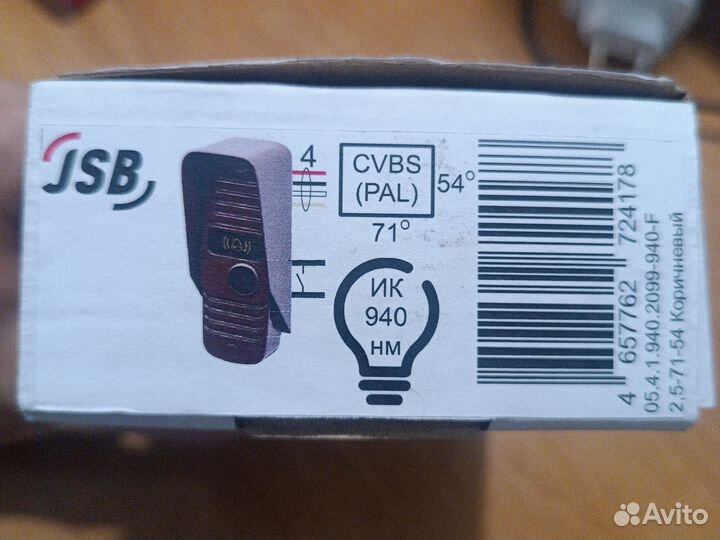 JSB
4
CVBS
(PAL)
54°
71°
ИК
940
нм
4 657762 724178
05.4.1.940.2099-940-F
2,5-71-54 Коричневый
Avito